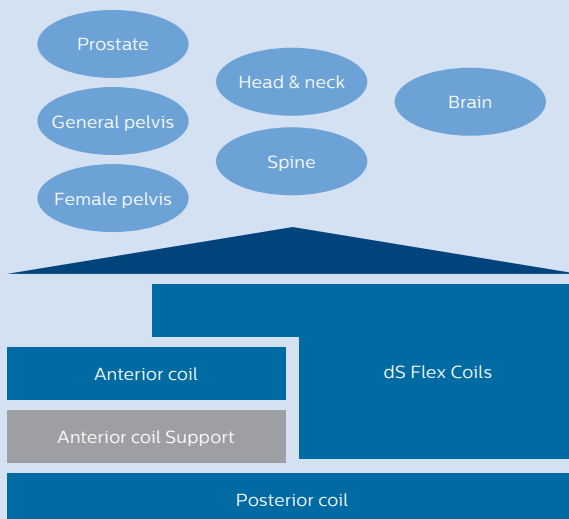 Prostate
General pelvis
Female pelvis
Head & neck
Spine
Brain
dS Flex Coils
Anterior coil
Anterior coil Support
Posterior coil